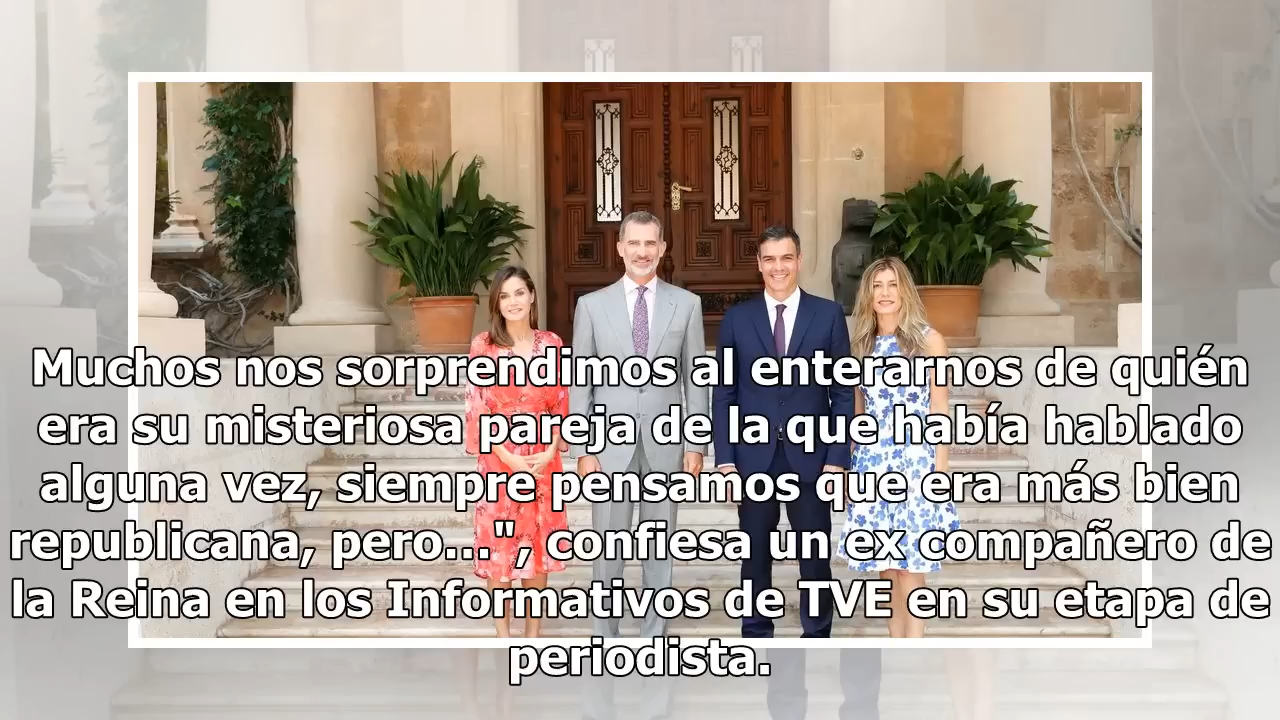 Muchos nos sorprendimos al enterarnos de quién
era su misteriosa pareja de la que había hablado
alguna vez, siempre pensamos que era más bien
republicana, pero...", confiesa un ex compañero de
la Reina en los Informativos de TVE en su etapa de
periodista.